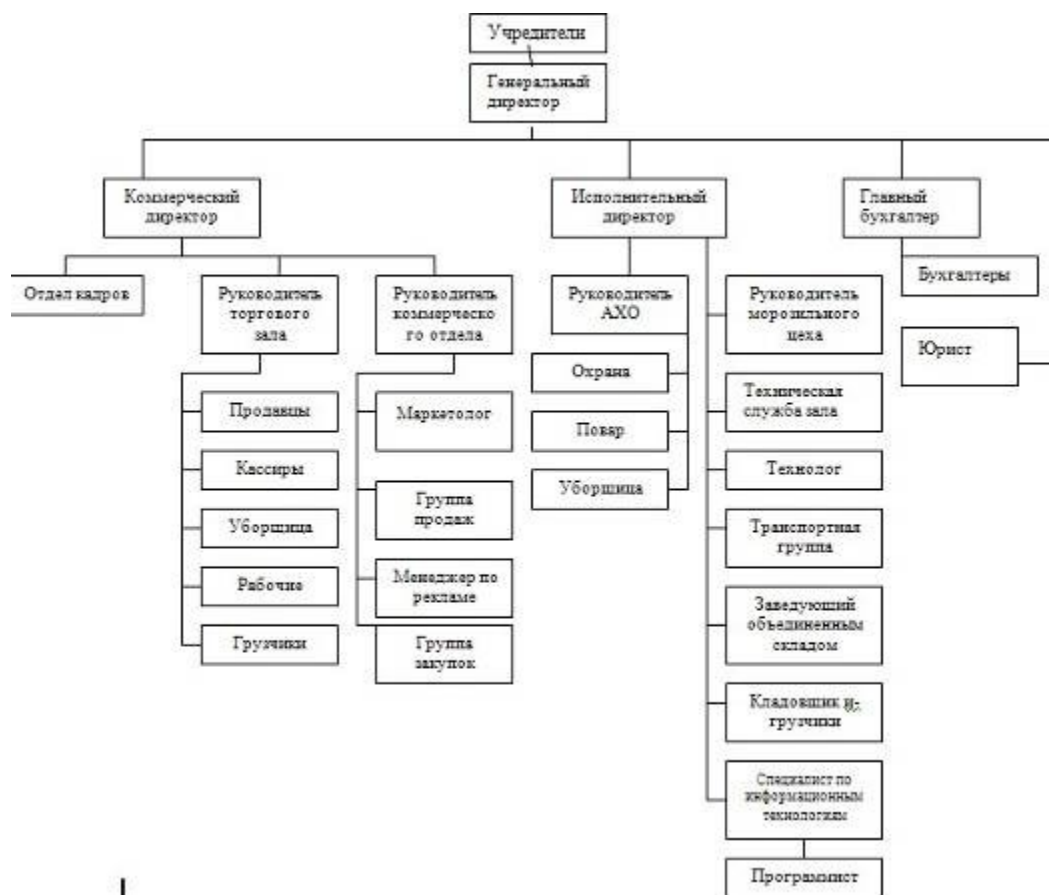 Учредители
Генеральный
директор
Коммерческий
директор
Исполнительный
директор
Главный
бухгалтер
Отдел кадров
Руководитель
торгового
зала
Руководитель
коммерческо
го отдела
Руководитель
АХО
Руководитель
морозильного
цеха
Бухгалтеры
Юрист
Продавцы
Кассиры
Уборщица
Рабочие
Грузчики
Маркетолог
Группа
продаж
Менеджер по
рекламе
Группа
закупок
Охрана
Повар
Уборщица
Техническая
служба зала
Технолог
Транспортная
группа
Заведующий
объединенным
складом
Кладовщик и
грузчики
Специалист по
информационным
технологиям
Программист